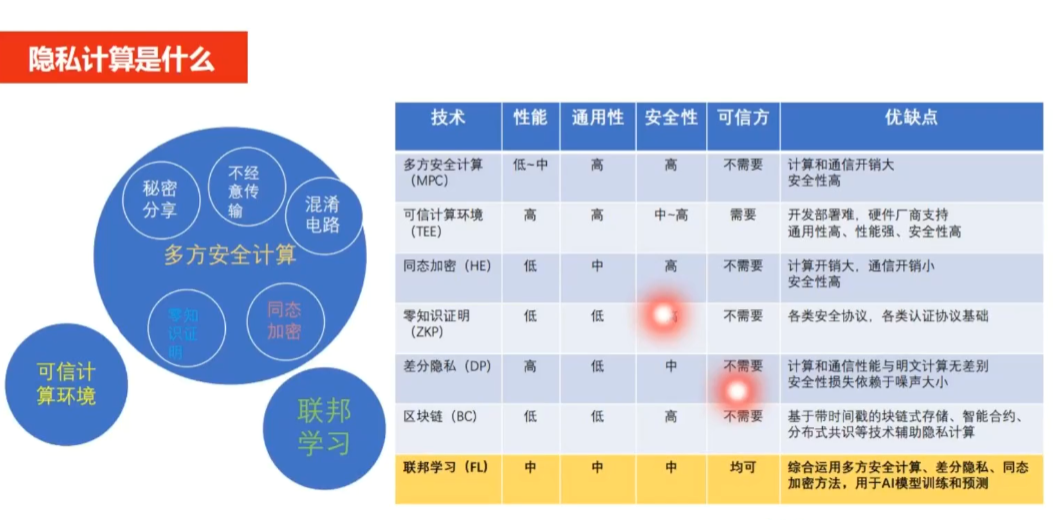 隐私计算是什么
秘密
分享
不经
意传
输
混淆
电路
多方安全计算
零知
识证
明
同态
加密
可信计
算环境
联邦
学习
技术 性能 通用性 安全性 可信方 优缺点
多方安全计算
（MPC） 低~中 高 高 不需要 计算和通信开销大
安全性高
可信计算环境
（TEE） 高 高 中~高 需要 开发部署难，硬件厂商支持
通用性高、性能强、安全性高
同态加密（HE） 低 中 高 不需要 计算开销大，通信开销小
安全性高
零知识证明
（ZKP） 低 低 不需要 各类安全协议，各类认证协议基础
差分隐私（DP） 高 低 中 不需要 计算和通信性能与明文计算无差别
安全性损失依赖于噪声大小
区块链（BC） 低 低 高 不需要 基于带时间戳的块链式存储、智能合约、
分布式共识等技术辅助隐私计算
联邦学习（FL） 中 中 中 均可 综合运用多方安全计算、差分隐私、同态
加密方法，用于AI模型训练和预测